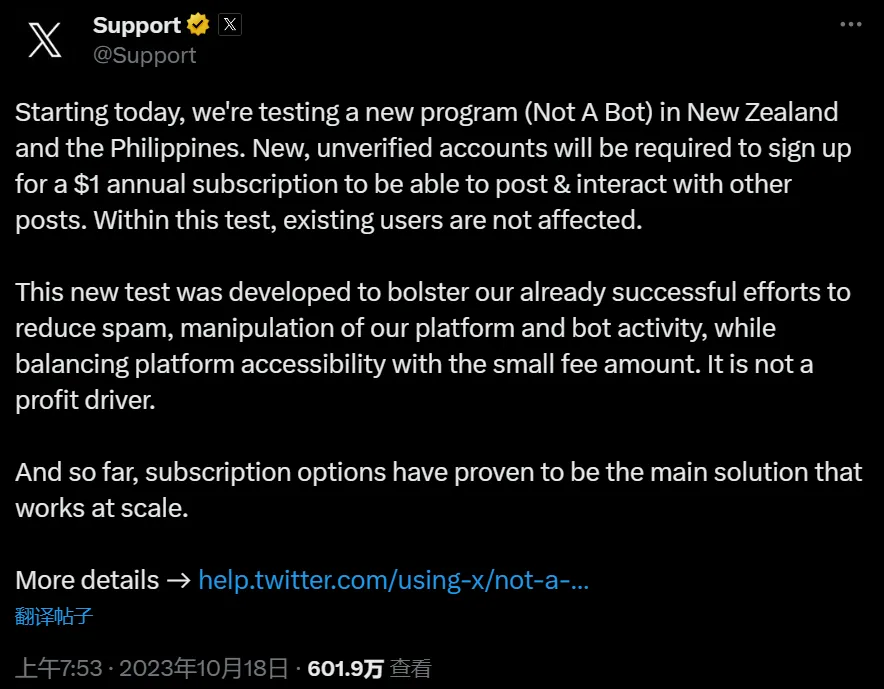 Support
@Support
Starting today, we're testing a new program (Not A Bot) in New Zealand
and the Philippines. New, unverified accounts will be required to sign up
for a $1 annual subscription to be able to post & interact with other
posts. Within this test, existing users are not affected.
This new test was developed to bolster our already successful efforts to
reduce spam, manipulation of our platform and bot activity, while
balancing platform accessibility with the small fee amount. It is not a
profit driver.
And so far, subscription options have proven to be the main solution that
works at scale.
More details → help.twitter.com/using-x/not-a-...
翻译帖子
上午7:53 · 2023年10月18日 · 601.9万 查看